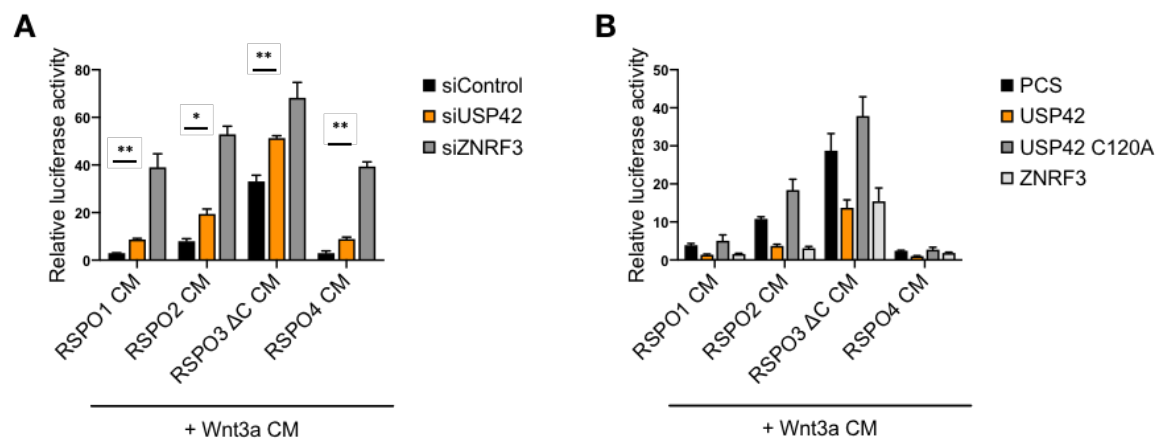 A
Relative luciferase activity
80
60
40
20
0
**
*
**
**
siControl
siUSP42
siZNRF3
RSPO1 CM
RSPO2 CM
RSPO3 ΔC CM
RSPO4 CM
+ Wnt3a CM
B
Relative luciferase activity
50
40
30
20
10
0
PCS
USP42
USP42 C120A
ZNRF3
RSPO1 CM
RSPO2 CM
RSPO3 ΔC CM
RSPO4 CM
+ Wnt3a CM